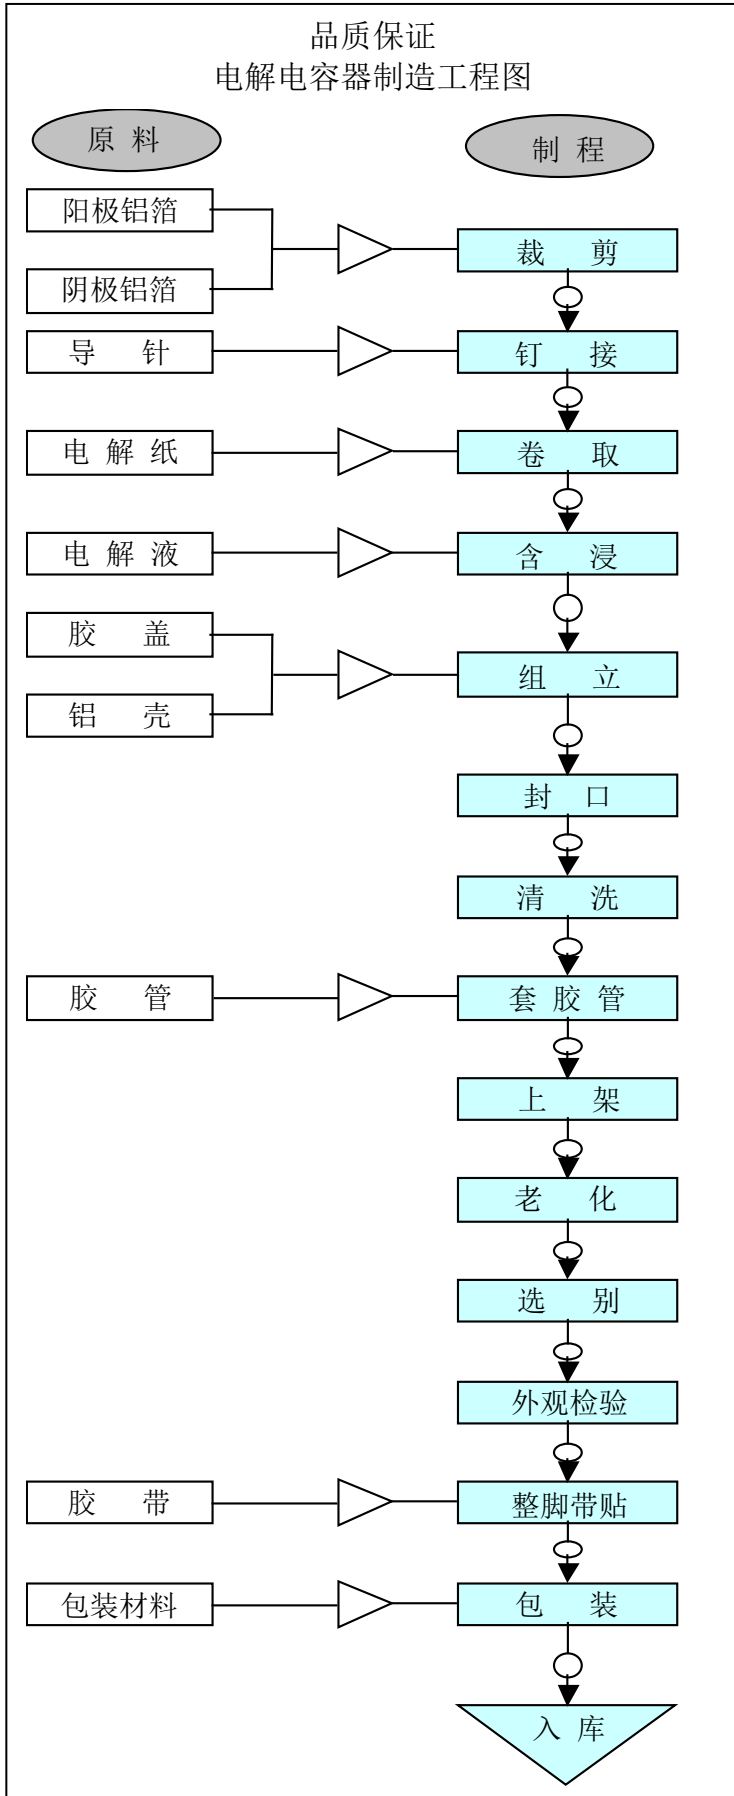 品质保证
电解电容器制造工程图
原 料
制 程
阳极铝箔
裁 剪
阴极铝箔
导 针
钉 接
电 解 纸
卷 取
电 解 液
含 浸
胶 盖
组 立
铝 壳
封 口
清 洗
胶 管
套 胶 管
上 架
老 化
选 别
外观检验
胶 带
整脚带贴
包装材料
包 装
入 库